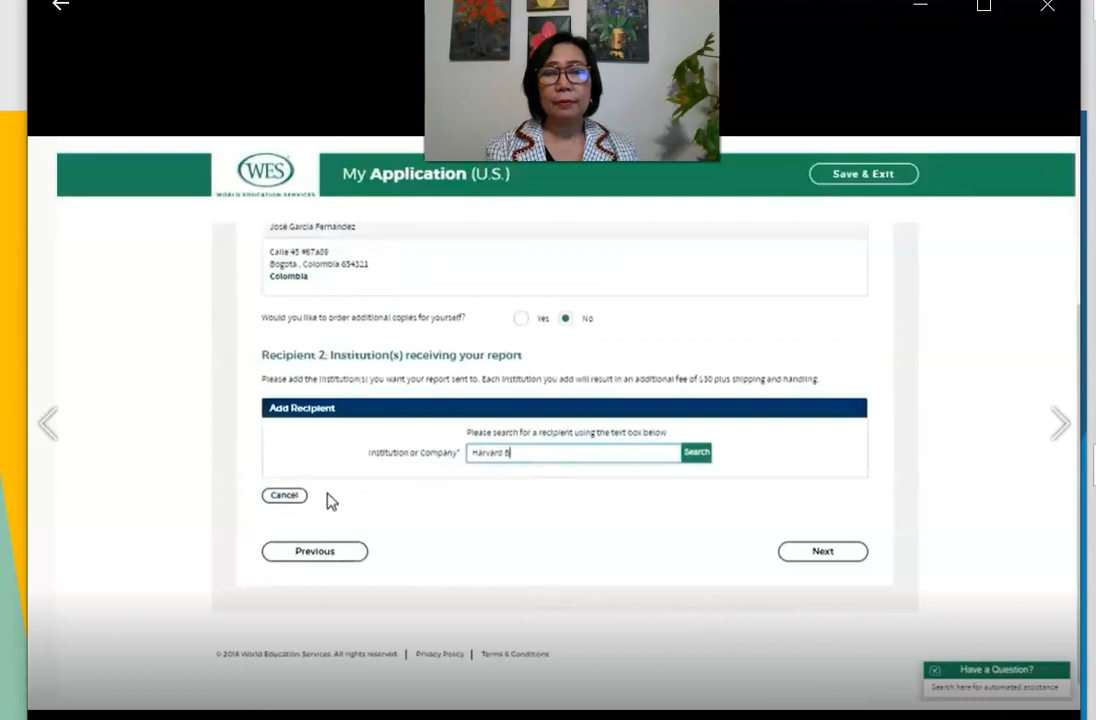 WES
WORLD EDUCATION SERVICES
My Application (U.S.)
Save & Exit
José García Fernández
Calle 45 #67a89
Bogota , Colombia 654321
Colombia
Would you like to order additional copies for yourself?
Yes
No
Recipient 2. Institution(s) receiving your report
Please add the institution(s) you want your report sent to. Each institution you add will result in an additional fee of $30 plus shipping and handling.
Add Recipient
Please search for a recipient using the text box below
Institution or Company*
Harvard B
Search
Cancel
Previous
Next
© 2018 World Education Services. All rights reserved. | Privacy Policy | Terms & Conditions
Have a Question?
Search here for automated assistance